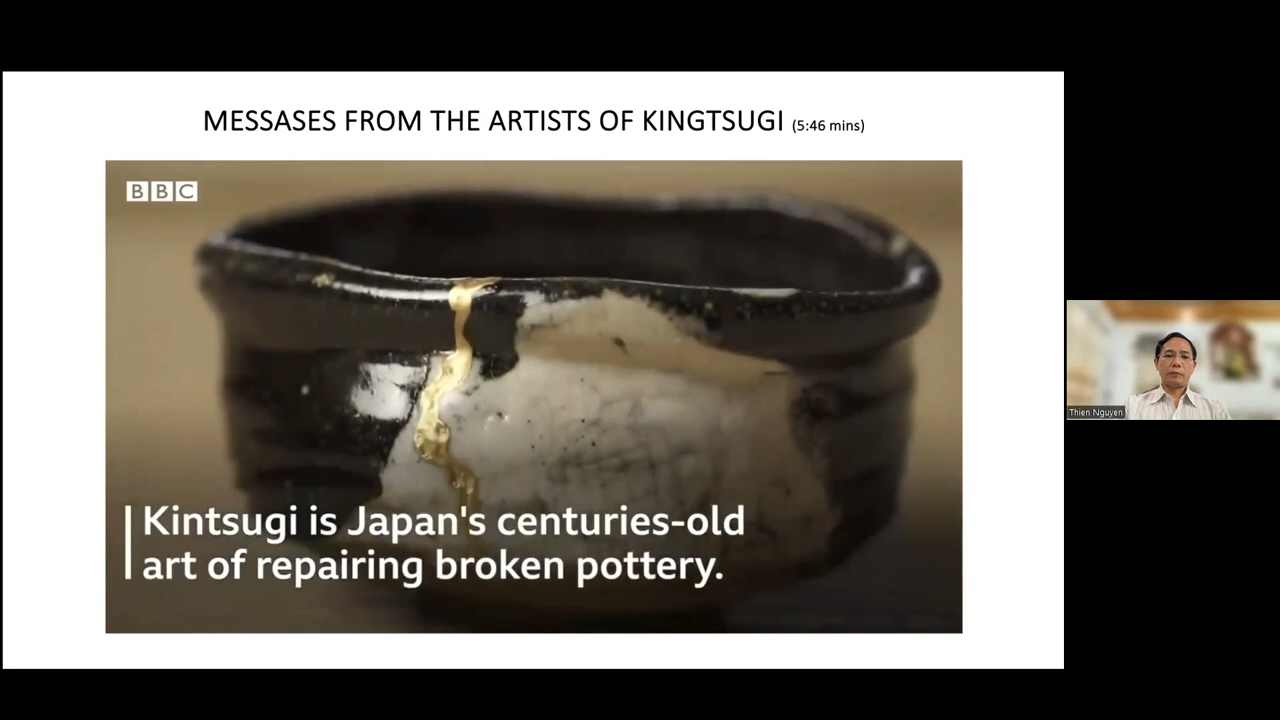 MESSASES FROM THE ARTISTS OF KINGTSUGI (5:46 mins)
BBC
Kintsugi is Japan's centuries-old
art of repairing broken pottery.
Thien Nguyen